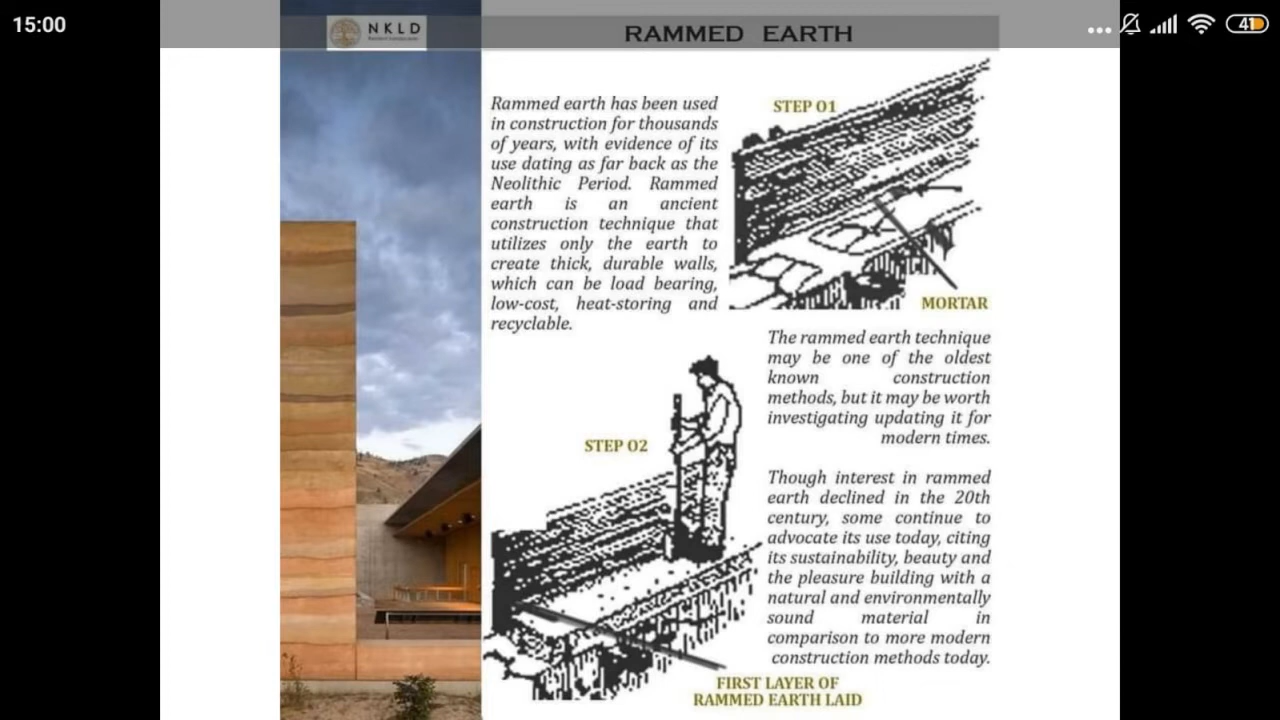 15:00
41
NKLD
RAMMED EARTH
Rammed earth has been used
in construction for thousands
of years, with evidence of its
use dating as far back as the
Neolithic Period. Rammed
earth is an ancient
construction technique that
utilizes only the earth to
create thick, durable walls,
which can be load bearing,
low-cost, heat-storing and
recyclable.
STEP 01
MORTAR
The rammed earth technique
may be one of the oldest
known construction
methods, but it may be worth
investigating updating it for
modern times.
STEP 02
Though interest in rammed
earth declined in the 20th
century, some continue to
advocate its use today, citing
its sustainability, beauty and
the pleasure building with a
natural and environmentally
sound material in
comparison to more modern
construction methods today.
FIRST LAYER OF
RAMMED EARTH LAID